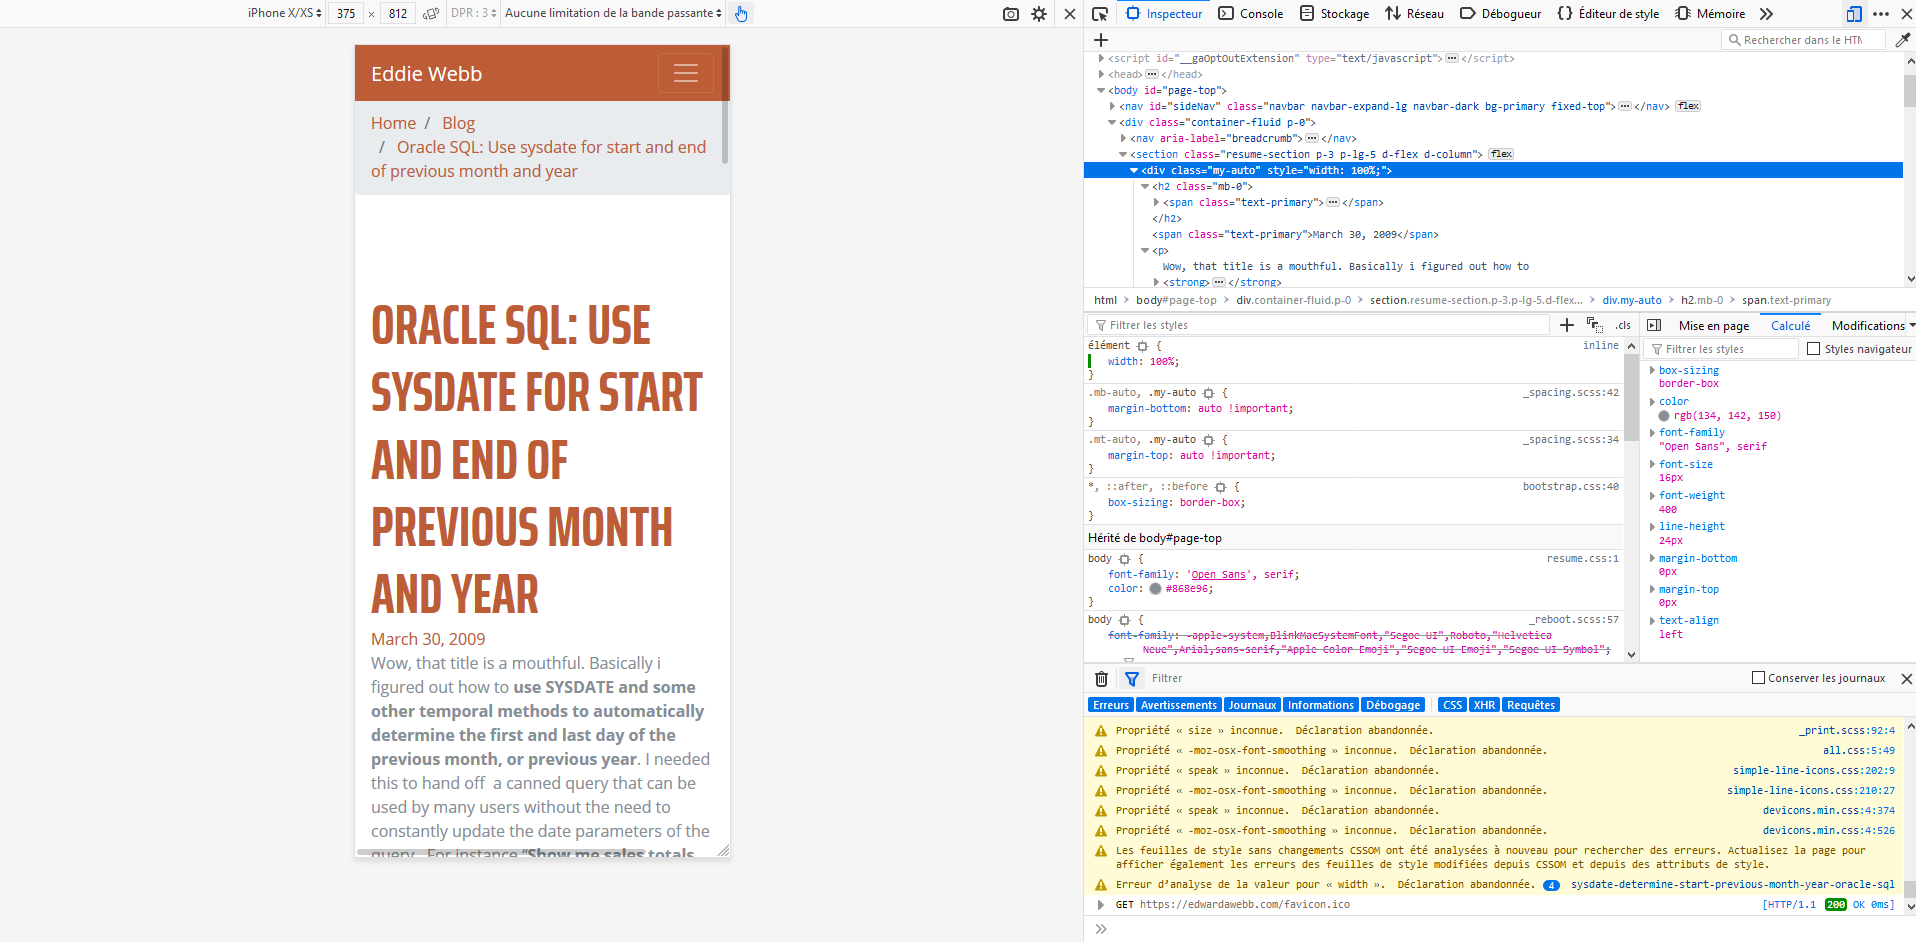 iPhone X/XS 375 × 812 DPR : 3 Aucune limitation de la bande passante
Eddie Webb
Home / Blog
/ Oracle SQL: Use sysdate for start and end
of previous month and year
ORACLE SQL: USE
SYSDATE FOR START
AND END OF
PREVIOUS MONTH
AND YEAR
March 30, 2009
Wow, that title is a mouthful. Basically i
figured out how to use SYSDATE and some
other temporal methods to automatically
determine the first and last day of the
previous month, or previous year. I needed
this to hand off a canned query that can be
used by many users without the need to
constantly update the date parameters of the
query. For instance “Show me sales totals
Inspecteur Console Stockage Réseau Débogueur Éditeur de style Mémoire
Rechercher dans le HTM
<script id="__gaOptOutExtension" type="text/javascript"> </script>
<head> </head>
<body id="page-top">
<nav id="sideNav" class="navbar navbar-expand-lg navbar-dark bg-primary fixed-top"> </nav> flex
<div class="container-fluid p-0">
<nav aria-label="breadcrumb"> </nav>
<section class="resume-section p-3 p-lg-5 d-flex d-column"> flex
<div class="my-auto" style="width: 100%;">
<h2 class="mb-0">
<span class="text-primary"> </span>
</h2>
<span class="text-primary">March 30, 2009</span>
<p>
Wow, that title is a mouthful. Basically i figured out how to
<strong> </strong>
html body#page-top div.container-fluid.p-0 section.resume-section.p-3.p-lg-5.d-flex... div.my-auto h2.mb-0 span.text-primary
Filtrer les styles .cls
élément { inline
width: 100%;
}
.mb-auto, .my-auto { _spacing.scss:42
margin-bottom: auto !important;
}
.mt-auto, .my-auto { _spacing.scss:34
margin-top: auto !important;
}
*, ::after, ::before { bootstrap.css:40
box-sizing: border-box;
}
Hérité de body#page-top
body { resume.css:1
font-family: 'Open Sans', serif;
color: #868e96;
}
body { _reboot.scss:57
font-family: -apple-system,BlinkMacSystemFont,"Segoe UI",Roboto,"Helvetica
Neue",Arial,sans-serif,"Apple Color Emoji","Segoe UI Emoji","Segoe UI Symbol";
Mise en page Calculé Modifications
Filtrer les styles Styles navigateur
box-sizing
border-box
color
rgb(134, 142, 150)
font-family
"Open Sans", serif
font-size
16px
font-weight
400
line-height
24px
margin-bottom
0px
margin-top
0px
text-align
left
Filtrer Conserver les journaux
Erreurs Avertissements Journaux Informations Débogage CSS XHR Requêtes
Propriété « size » inconnue. Déclaration abandonnée. _print.scss:92:4
Propriété « -moz-osx-font-smoothing » inconnue. Déclaration abandonnée. all.css:5:49
Propriété « speak » inconnue. Déclaration abandonnée. simple-line-icons.css:202:9
Propriété « -moz-osx-font-smoothing » inconnue. Déclaration abandonnée. simple-line-icons.css:210:27
Propriété « speak » inconnue. Déclaration abandonnée. devicons.min.css:4:374
Propriété « -moz-osx-font-smoothing » inconnue. Déclaration abandonnée. devicons.min.css:4:526
Les feuilles de style sans changements CSSOM ont été analysées à nouveau pour rechercher des erreurs. Actualisez la page pour
afficher également les erreurs des feuilles de style modifiées depuis CSSOM et depuis des attributs de style.
Erreur d’analyse de la valeur pour « width ». Déclaration abandonnée. 4 sysdate-determine-start-previous-month-year-oracle-sql
GET https://edwardawebb.com/favicon.ico [HTTP/1.1 200 OK 0ms]